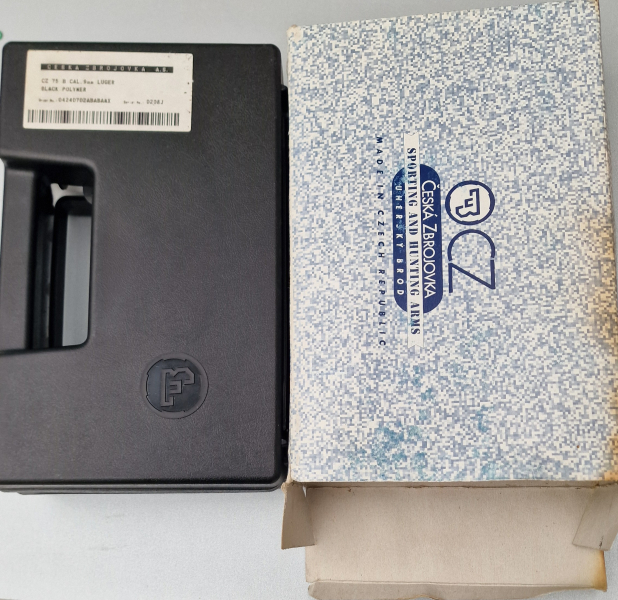 ČESKÁ ZBROJOVKA A.S.
CZ 75 B CAL.9mm LUGER
BLACK POLYMER
CZ
ČESKÁ ZBROJOVKA
SPORTING AND HUNTING ARMS
UHERSKÝ BROD
MADE IN CZECH REPUBLIC